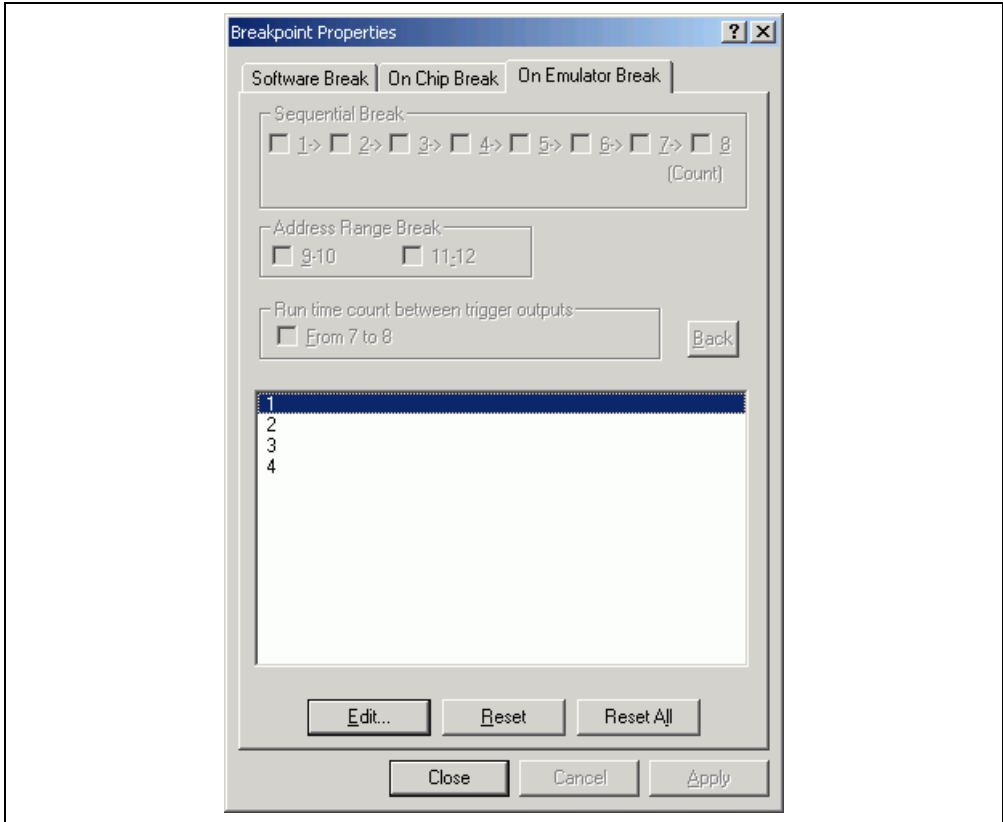 Breakpoint Properties
Software Break On Chip Break On Emulator Break
Sequential Break
1-> 2-> 3-> 4-> 5-> 6-> 7-> 8
(Count)
Address Range Break
9-10 11-12
Run time count between trigger outputs
From 7 to 8
Back
1
2
3
4
Edit... Reset Reset All
Close Cancel Apply